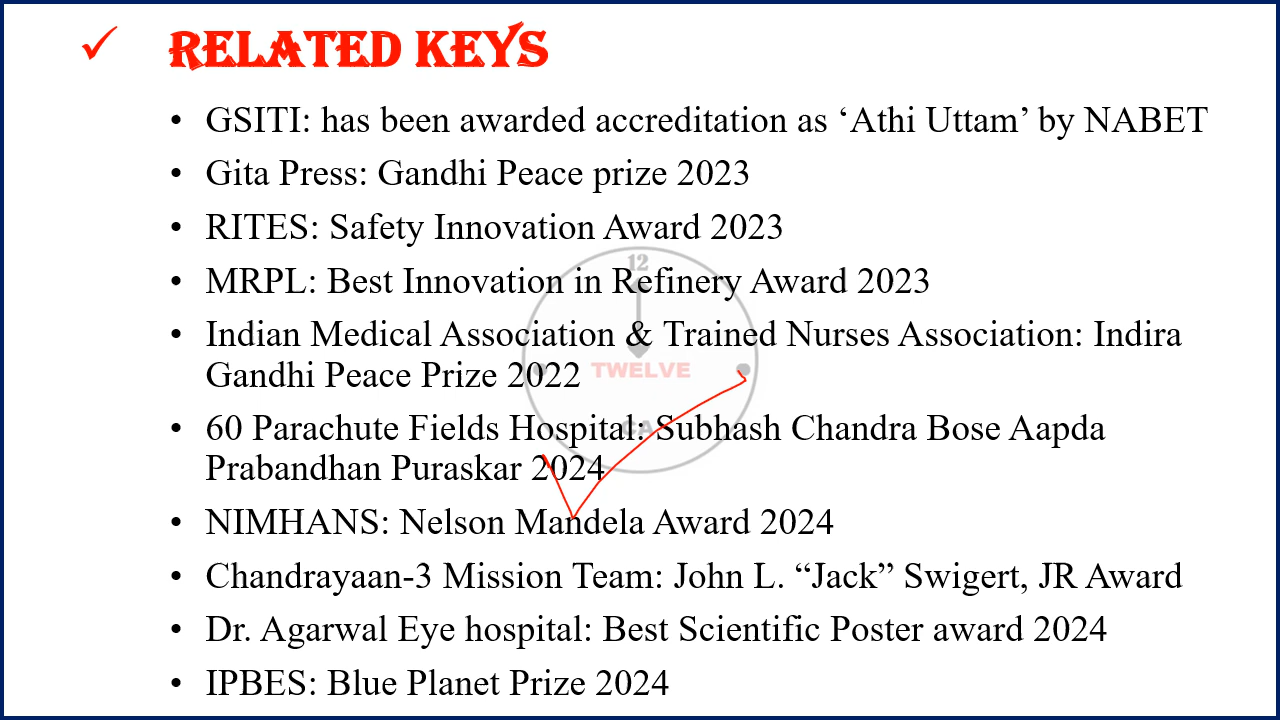 ✓ RELATED KEYS
• GSITI: has been awarded accreditation as ‘Athi Uttam’ by NABET
• Gita Press: Gandhi Peace prize 2023
• RITES: Safety Innovation Award 2023
12
• MRPL: Best Innovation in Refinery Award 2023
• Indian Medical Association & Trained Nurses Association: Indira
Gandhi Peace Prize 2022
TWELVE
• 60 Parachute Fields Hospital: Subhash Chandra Bose Aapda
Prabandhan Puraskar 2024
• NIMHANS: Nelson Mandela Award 2024
• Chandrayaan-3 Mission Team: John L. “Jack” Swigert, JR Award
• Dr. Agarwal Eye hospital: Best Scientific Poster award 2024
• IPBES: Blue Planet Prize 2024